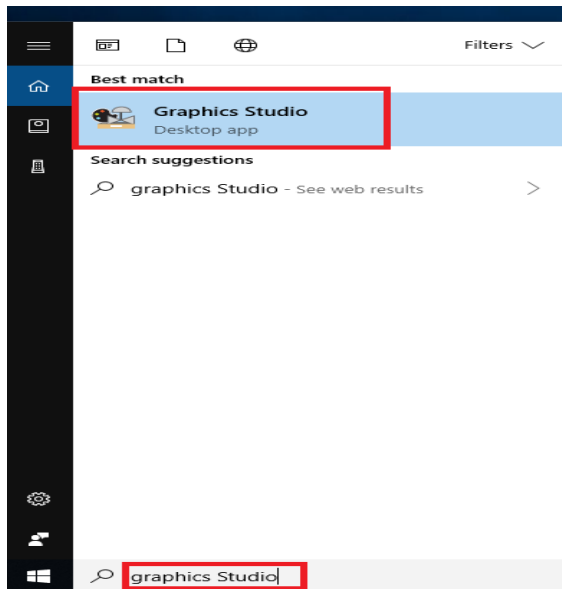 Filters
Best match
Graphics Studio
Desktop app
Search suggestions
graphics Studio - See web results
graphics Studio